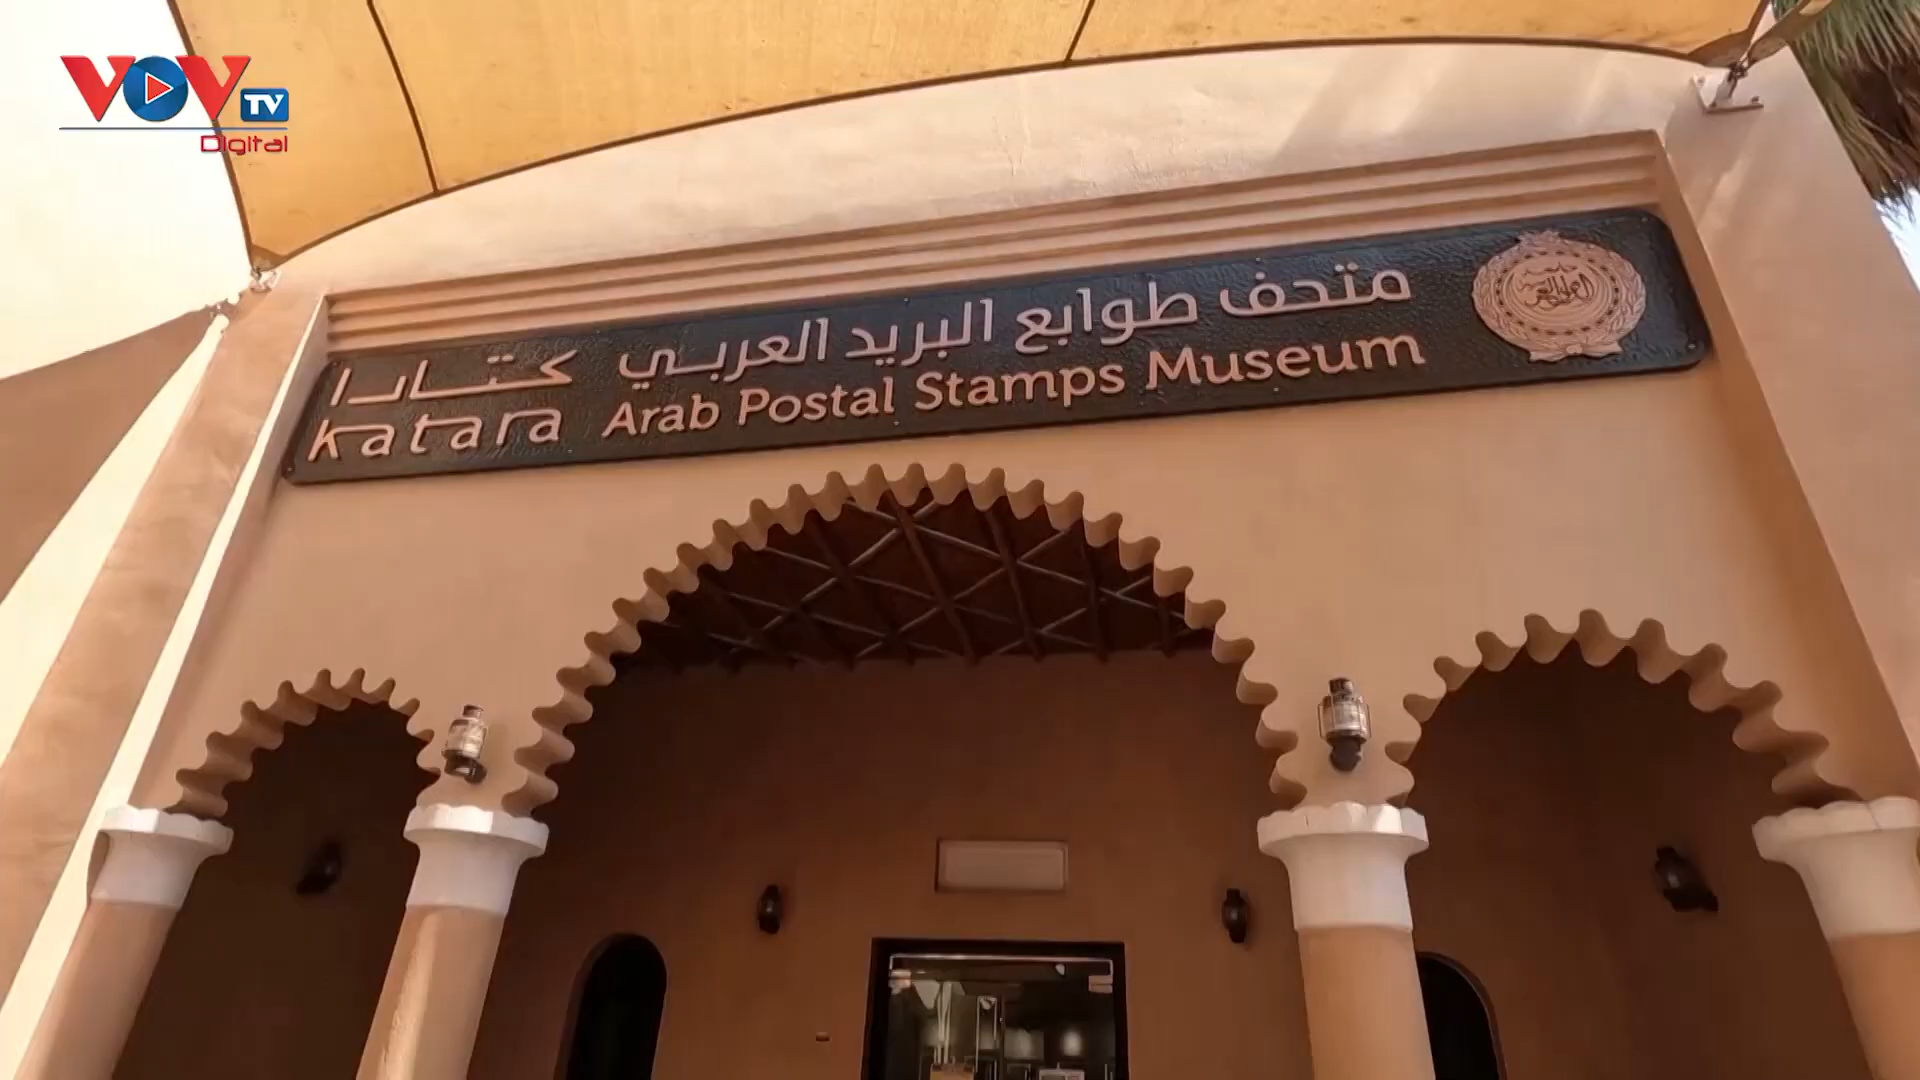 VOV TV
Digital
كتارا
katara
متحف طوابع البريد العربي
Arab Postal Stamps Museum